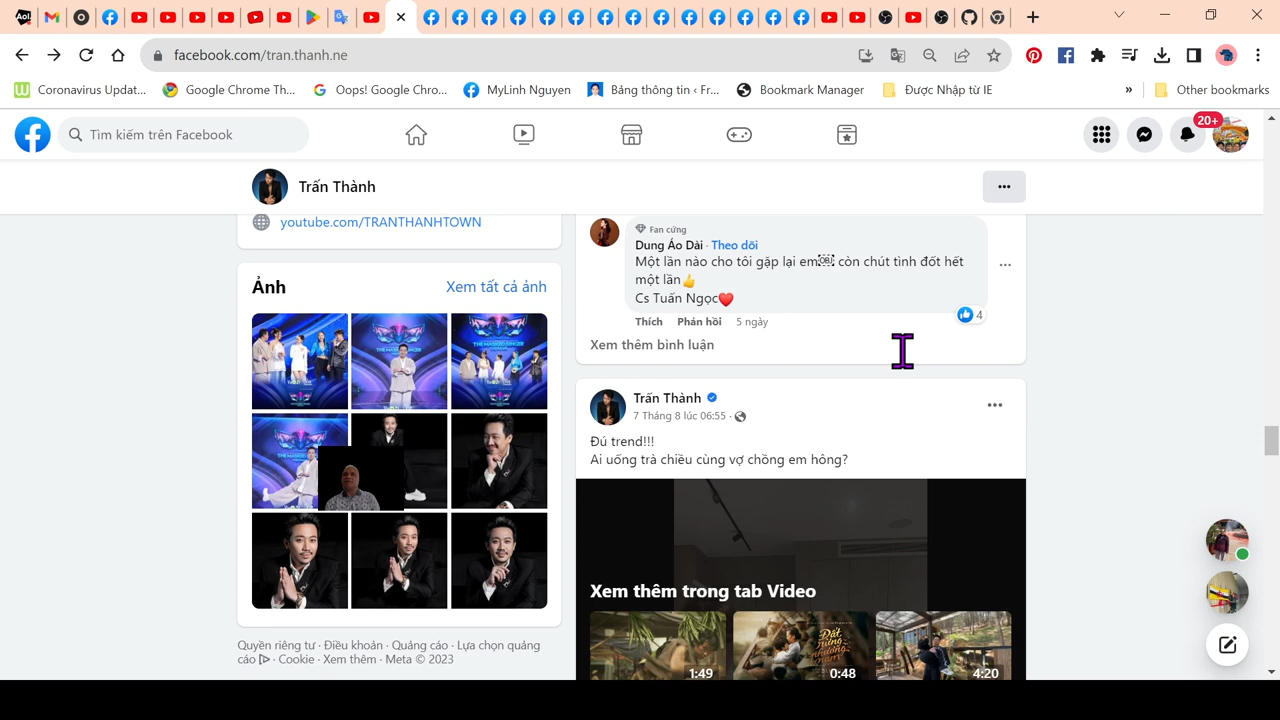 Aol.
facebook.com/tran.thanh.ne
Coronavirus Updat...
Google Chrome Th...
Oops! Google Chro...
MyLinh Nguyen
Bảng thông tin ‹ Fr...
Bookmark Manager
Được Nhập từ IE
»
Other bookmarks
Tìm kiếm trên Facebook
20+
Trấn Thành
youtube.com/TRANTHANHTOWN
Ảnh
Xem tất cả ảnh
Quyền riêng tư · Điều khoản · Quảng cáo · Lựa chọn quảng
cáo · Cookie · Xem thêm · Meta © 2023
Fan cứng
Dung Áo Dài · Theo dõi
Một lần nào cho tôi gặp lại em￼ còn chút tình đốt hết
một lần👍
Cs Tuấn Ngọc❤️
4
Thích Phản hồi 5 ngày
Xem thêm bình luận
Trấn Thành
7 Tháng 8 lúc 06:55 ·
Đú trend!!!
Ai uống trà chiều cùng vợ chồng em hông?
Xem thêm trong tab Video
1:49
Đất rừng phương nam
0:48
4:20